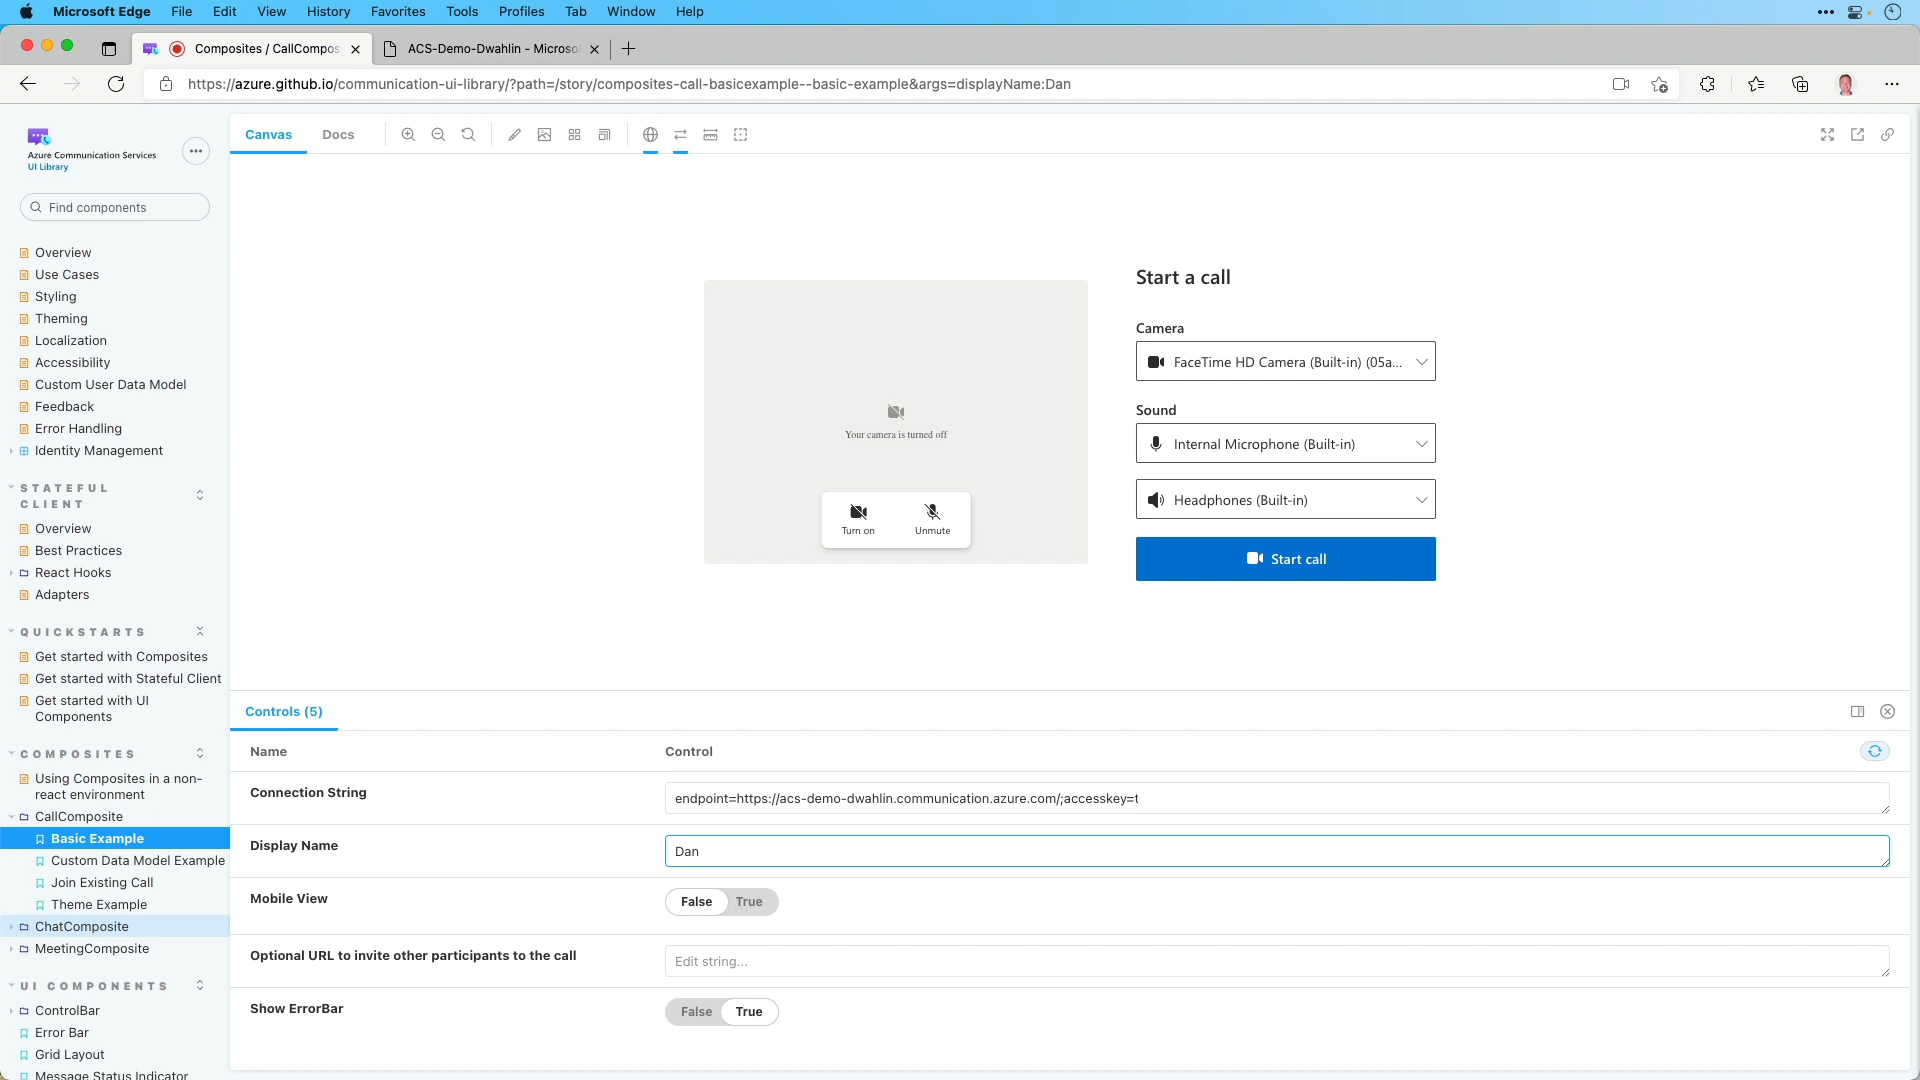 Microsoft Edge File Edit View History Favorites Tools Profiles Tab Window Help
Composites / CallCompos
ACS-Demo-Dwahlin - Microso
https://azure.github.io/communication-ui-library/?path=/story/composites-call-basicexample--basic-example&args=displayName:Dan
Azure Communication Services
UI Library
Find components
Overview
Use Cases
Styling
Theming
Localization
Accessibility
Custom User Data Model
Feedback
Error Handling
Identity Management
STATEFUL
CLIENT
Overview
Best Practices
React Hooks
Adapters
QUICKSTARTS
Get started with Composites
Get started with Stateful Client
Get started with UI
Components
COMPOSITES
Using Composites in a non-
react environment
CallComposite
Basic Example
Custom Data Model Example
Join Existing Call
Theme Example
ChatComposite
MeetingComposite
UI COMPONENTS
ControlBar
Error Bar
Grid Layout
Message Status Indicator
Canvas Docs
Your camera is turned off
Turn on Unmute
Start a call
Camera
FaceTime HD Camera (Built-in) (05a...
Sound
Internal Microphone (Built-in)
Headphones (Built-in)
Start call
Controls (5)
Name Control
Connection String endpoint=https://acs-demo-dwahlin.communication.azure.com/;accesskey=t
Display Name Dan
Mobile View False True
Optional URL to invite other participants to the call Edit string...
Show ErrorBar False True